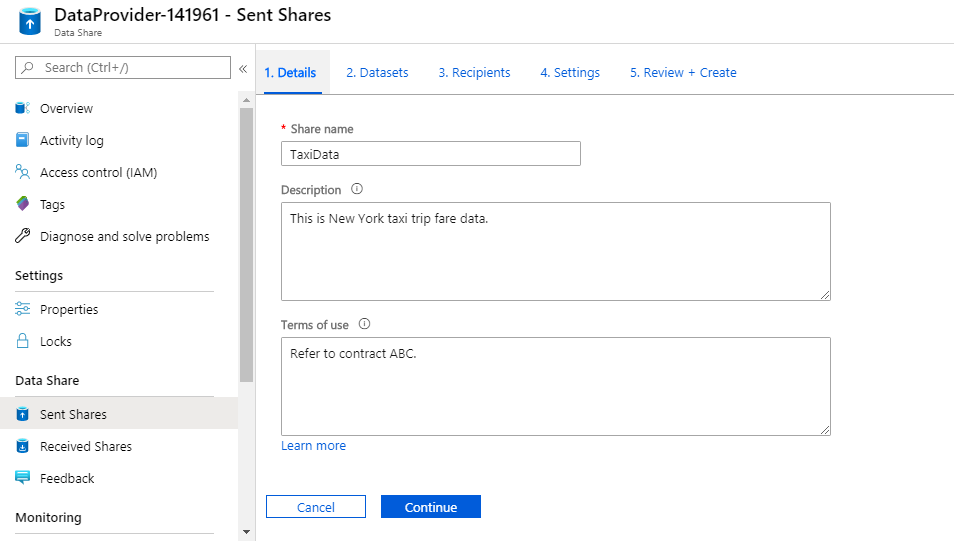 DataProvider-141961 - Sent Shares
Data Share
Search (Ctrl+/)
«
Overview
Activity log
Access control (IAM)
Tags
Diagnose and solve problems
Settings
Properties
Locks
Data Share
Sent Shares
Received Shares
Feedback
Monitoring
1. Details 2. Datasets 3. Recipients 4. Settings 5. Review + Create
* Share name
TaxiData
Description
This is New York taxi trip fare data.
Terms of use
Refer to contract ABC.
Learn more
Cancel Continue